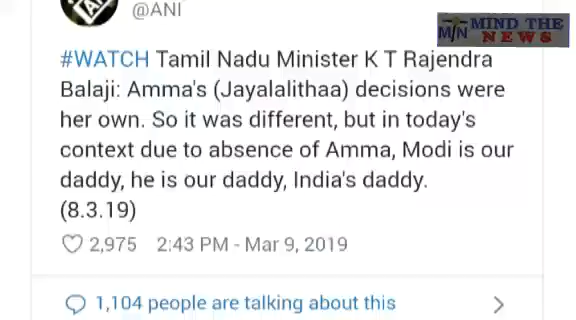 @ANI
MIND THE
MTN NEWS
#WATCH Tamil Nadu Minister K T Rajendra
Balaji: Amma's (Jayalalithaa) decisions were
her own. So it was different, but in today's
context due to absence of Amma, Modi is our
daddy, he is our daddy, India's daddy.
(8.3.19)
2,975 2:43 PM - Mar 9, 2019
1,104 people are talking about this